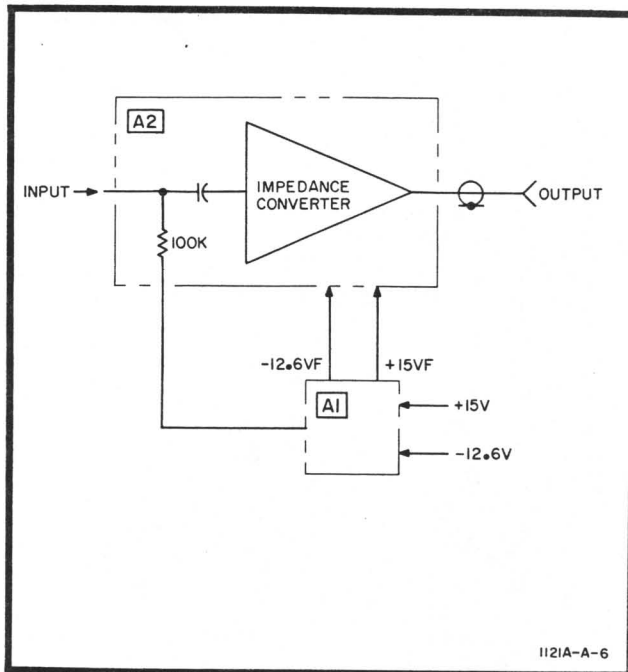 A2
INPUT
IMPEDANCE
CONVERTER
OUTPUT
100K
-12.6VF
+15VF
A1
+15V
-12.6V
1121A-A-6